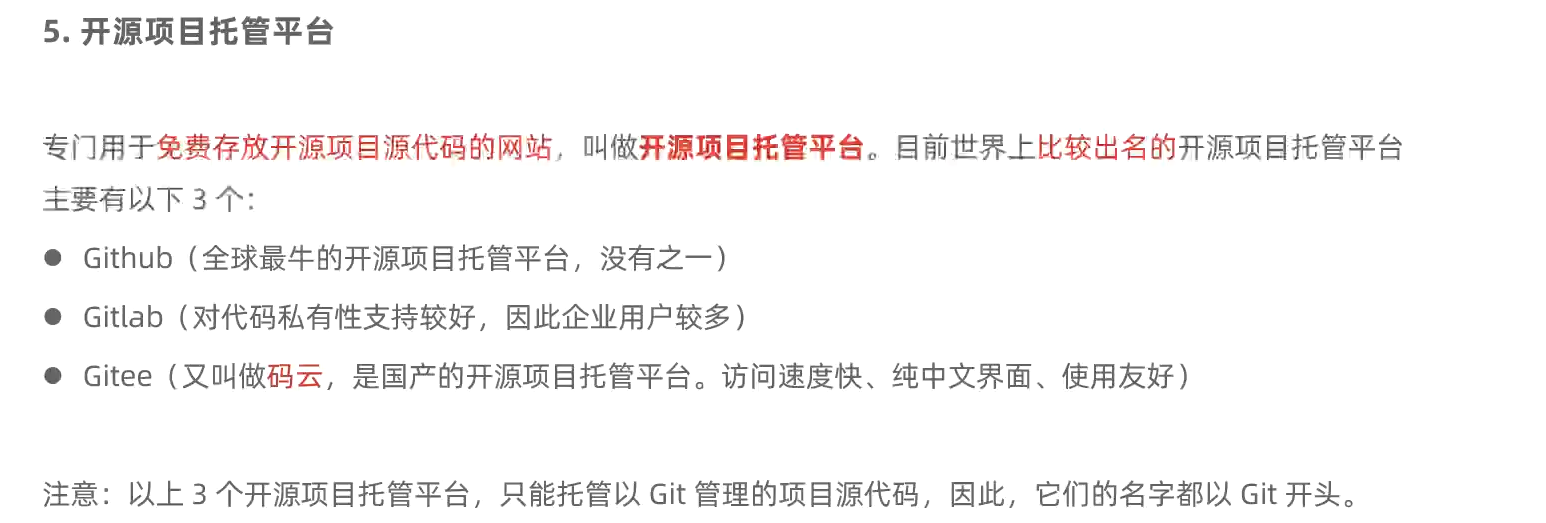 5. 开源项目托管平台
专门用于免费存放开源项目源代码的网站，叫做开源项目托管平台。目前世界上比较出名的开源项目托管平台
主要有以下 3 个：
● Github（全球最牛的开源项目托管平台，没有之一）
● Gitlab（对代码私有性支持较好，因此企业用户较多）
● Gitee（又叫做码云，是国产的开源项目托管平台。访问速度快、纯中文界面、使用友好）
注意：以上 3 个开源项目托管平台，只能托管以 Git 管理的项目源代码，因此，它们的名字都以 Git 开头。